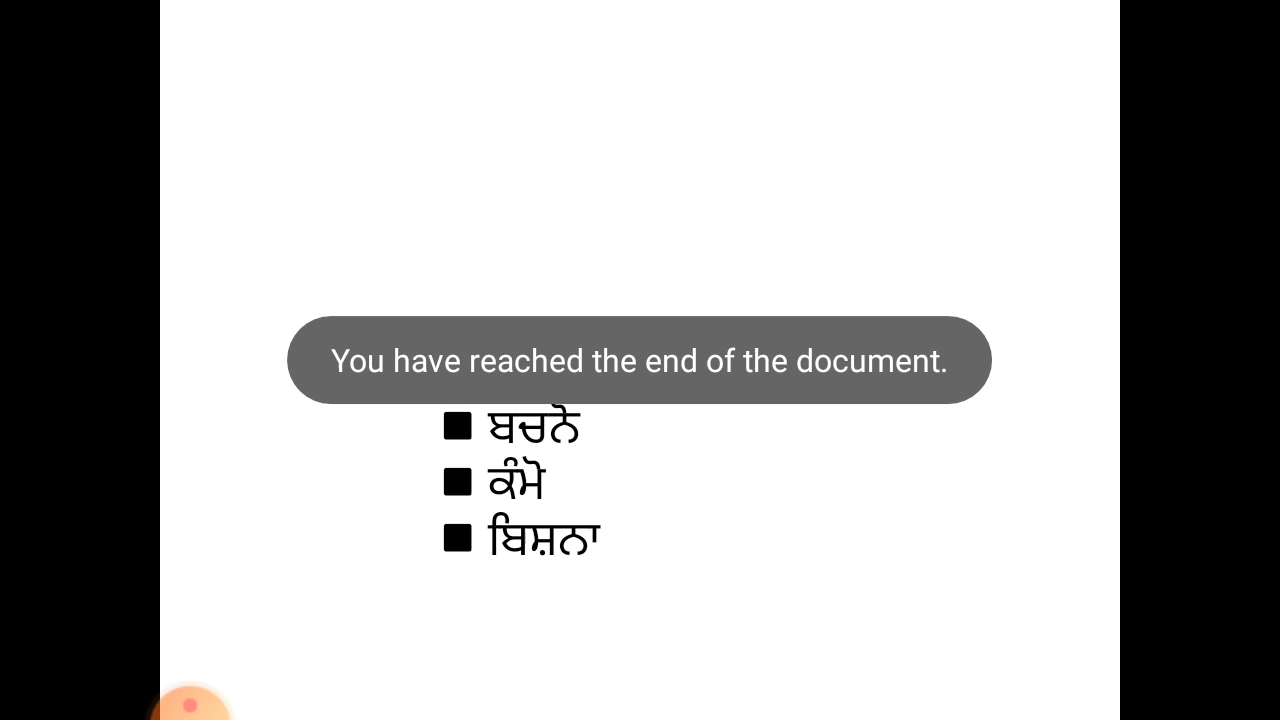 You have reached the end of the document.
■ ਬਚਨੋ
■ ਕੰਮੋ
■ ਬਿਸ਼ਨਾ